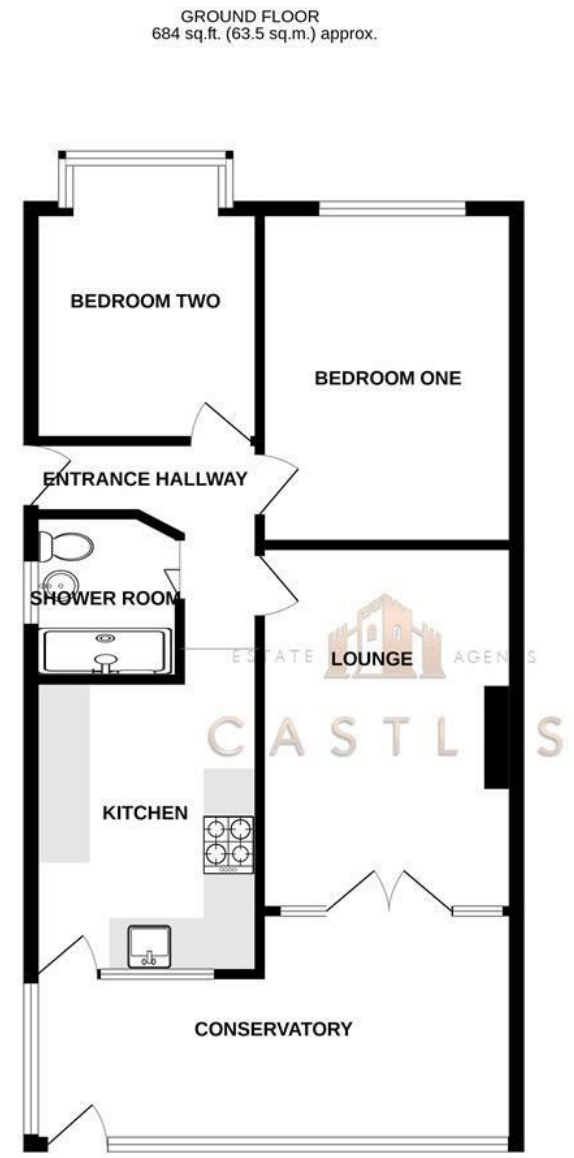 GROUND FLOOR
684 sq.ft. (63.5 sq.m.) approx.
BEDROOM TWO
BEDROOM ONE
ENTRANCE HALLWAY
SHOWER ROOM
ESTATE AGENTS
LOUNGE
CASTL S
KITCHEN
CONSERVATORY